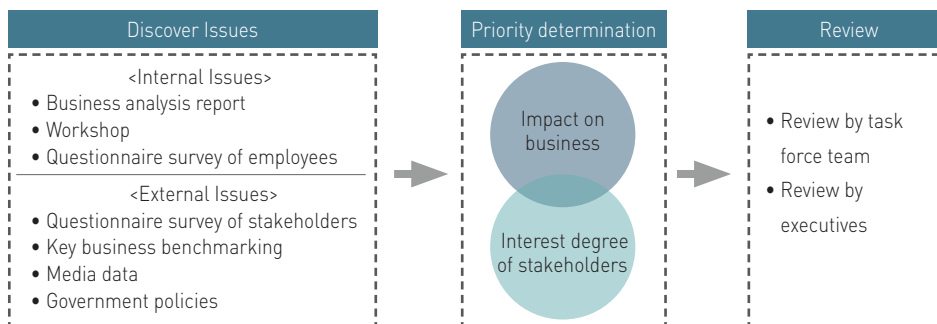 Discover Issues
<Internal Issues>
• Business analysis report
• Workshop
• Questionnaire survey of employees
<External Issues>
• Questionnaire survey of stakeholders
• Key business benchmarking
• Media data
• Government policies
Priority determination
Impact on
business
Interest degree
of stakeholders
Review
• Review by task
force team
• Review by
executives